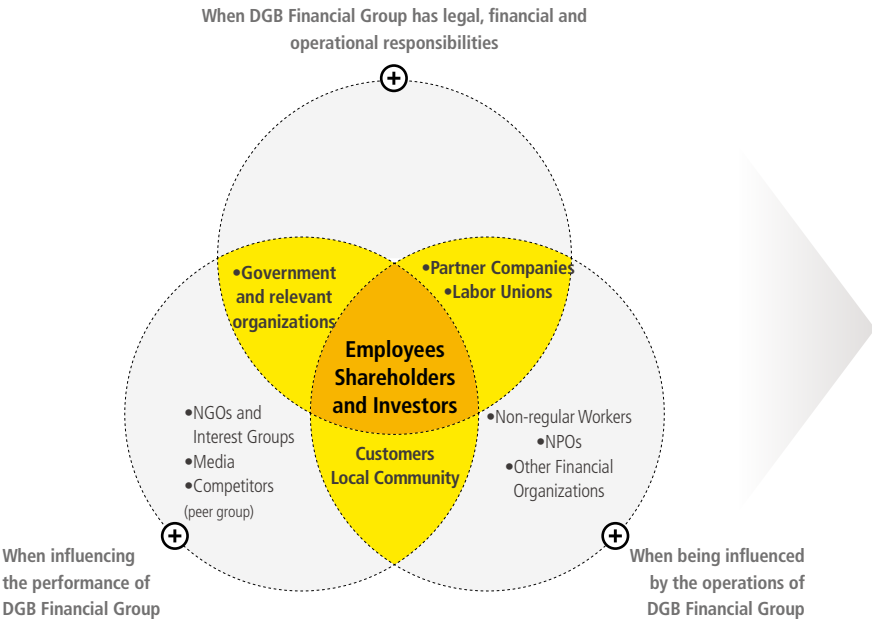 When DGB Financial Group has legal, financial and
operational responsibilities
•Government
and relevant
organizations
•Partner Companies
•Labor Unions
Employees
Shareholders
and Investors
•NGOs and
Interest Groups
•Media
•Competitors
(peer group)
Customers
Local Community
•Non-regular Workers
•NPOs
•Other Financial
Organizations
When influencing
the performance of
DGB Financial Group
When being influenced
by the operations of
DGB Financial Group